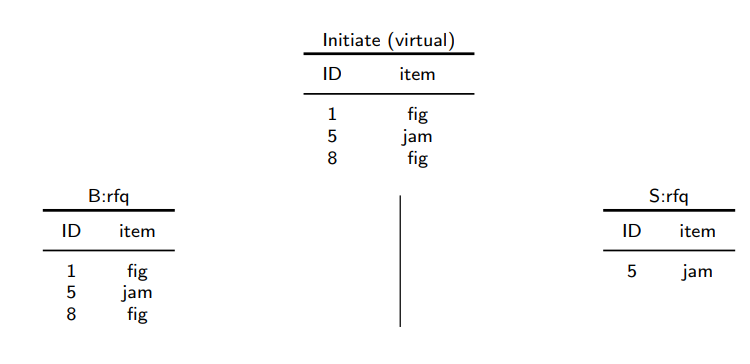 Initiate (virtual)
ID item
1 fig
5 jam
8 fig
B:rfq
ID item
1 fig
5 jam
8 fig
S:rfq
ID item
5 jam